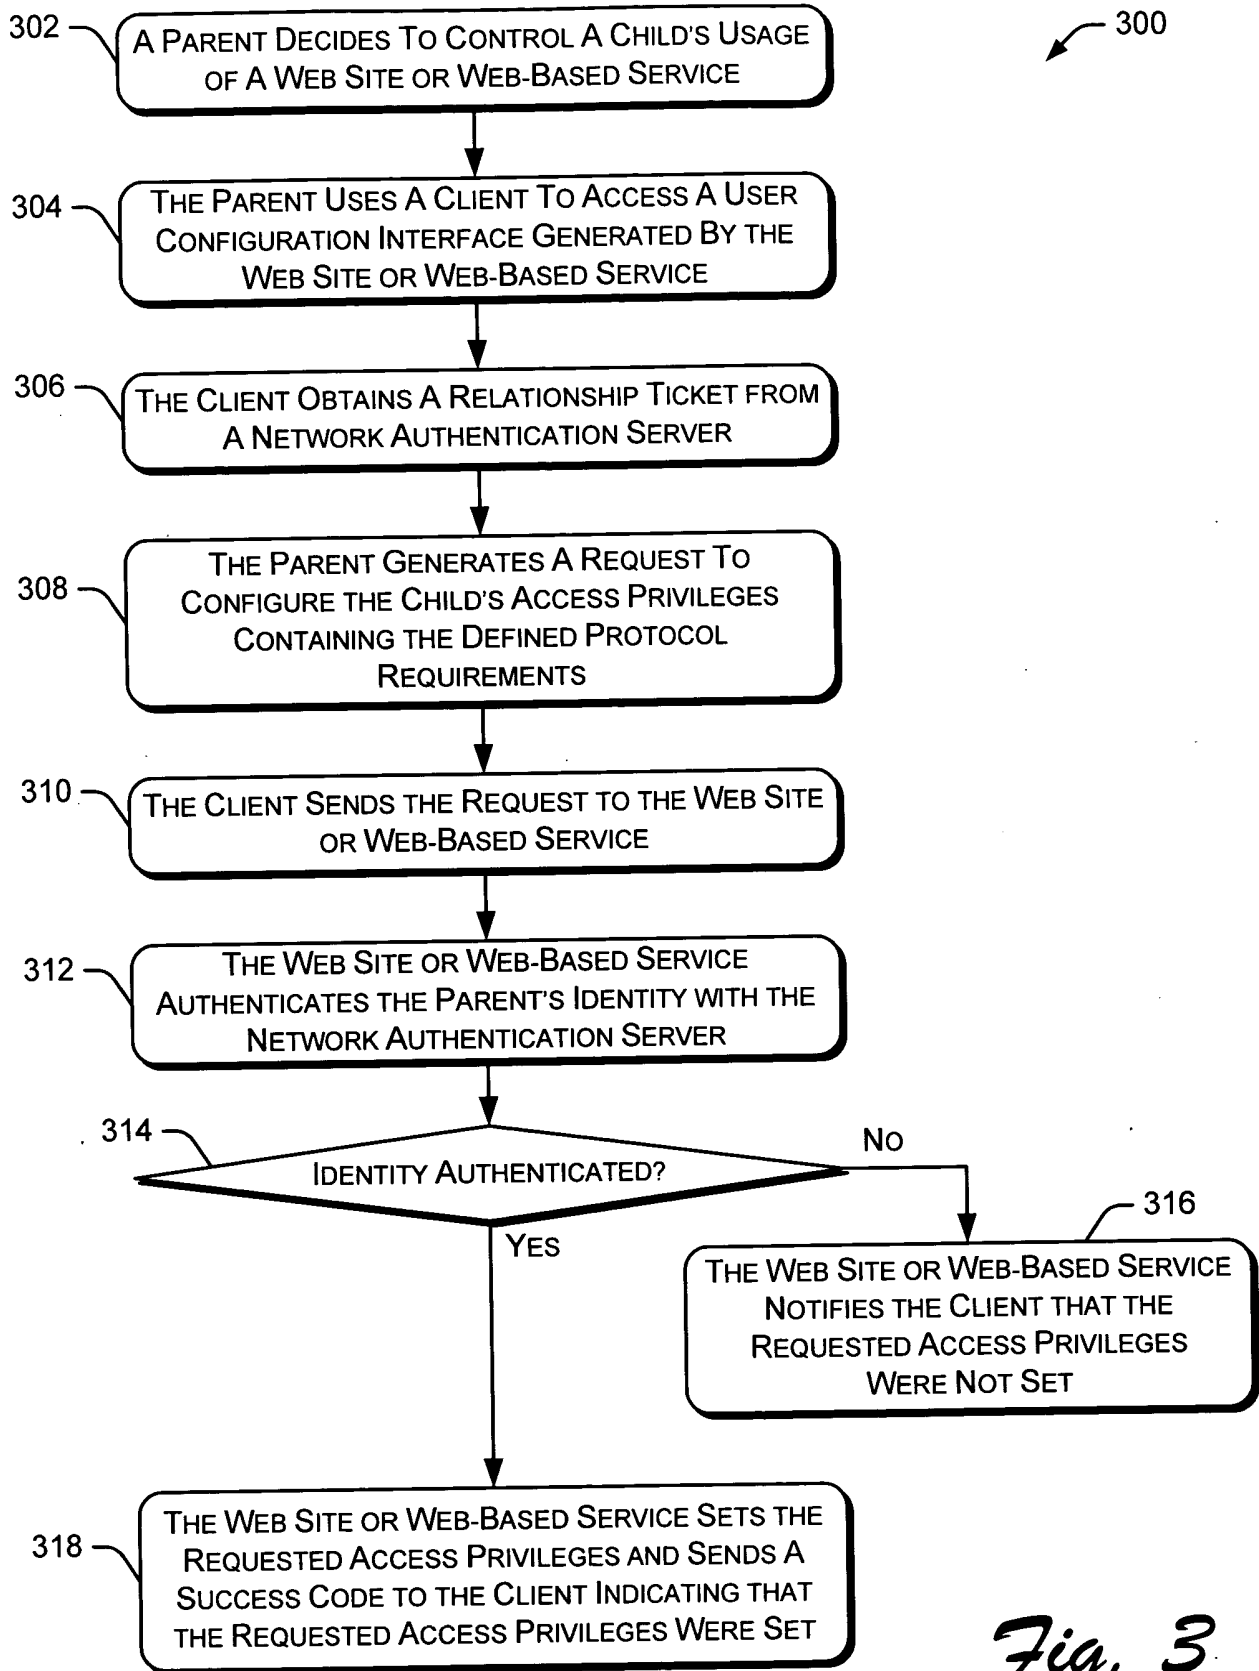 300
302
A PARENT DECIDES TO CONTROL A CHILD'S USAGE
OF A WEB SITE OR WEB-BASED SERVICE
304
THE PARENT USES A CLIENT TO ACCESS A USER
CONFIGURATION INTERFACE GENERATED BY THE
WEB SITE OR WEB-BASED SERVICE
306
THE CLIENT OBTAINS A RELATIONSHIP TICKET FROM
A NETWORK AUTHENTICATION SERVER
308
THE PARENT GENERATES A REQUEST TO
CONFIGURE THE CHILD'S ACCESS PRIVILEGES
CONTAINING THE DEFINED PROTOCOL
REQUIREMENTS
310
THE CLIENT SENDS THE REQUEST TO THE WEB SITE
OR WEB-BASED SERVICE
312
THE WEB SITE OR WEB-BASED SERVICE
AUTHENTICATES THE PARENT'S IDENTITY WITH THE
NETWORK AUTHENTICATION SERVER
314
IDENTITY AUTHENTICATED?
NO
YES
316
THE WEB SITE OR WEB-BASED SERVICE
NOTIFIES THE CLIENT THAT THE
REQUESTED ACCESS PRIVILEGES
WERE NOT SET
318
THE WEB SITE OR WEB-BASED SERVICE SETS THE
REQUESTED ACCESS PRIVILEGES AND SENDS A
SUCCESS CODE TO THE CLIENT INDICATING THAT
THE REQUESTED ACCESS PRIVILEGES WERE SET
Fig. 3